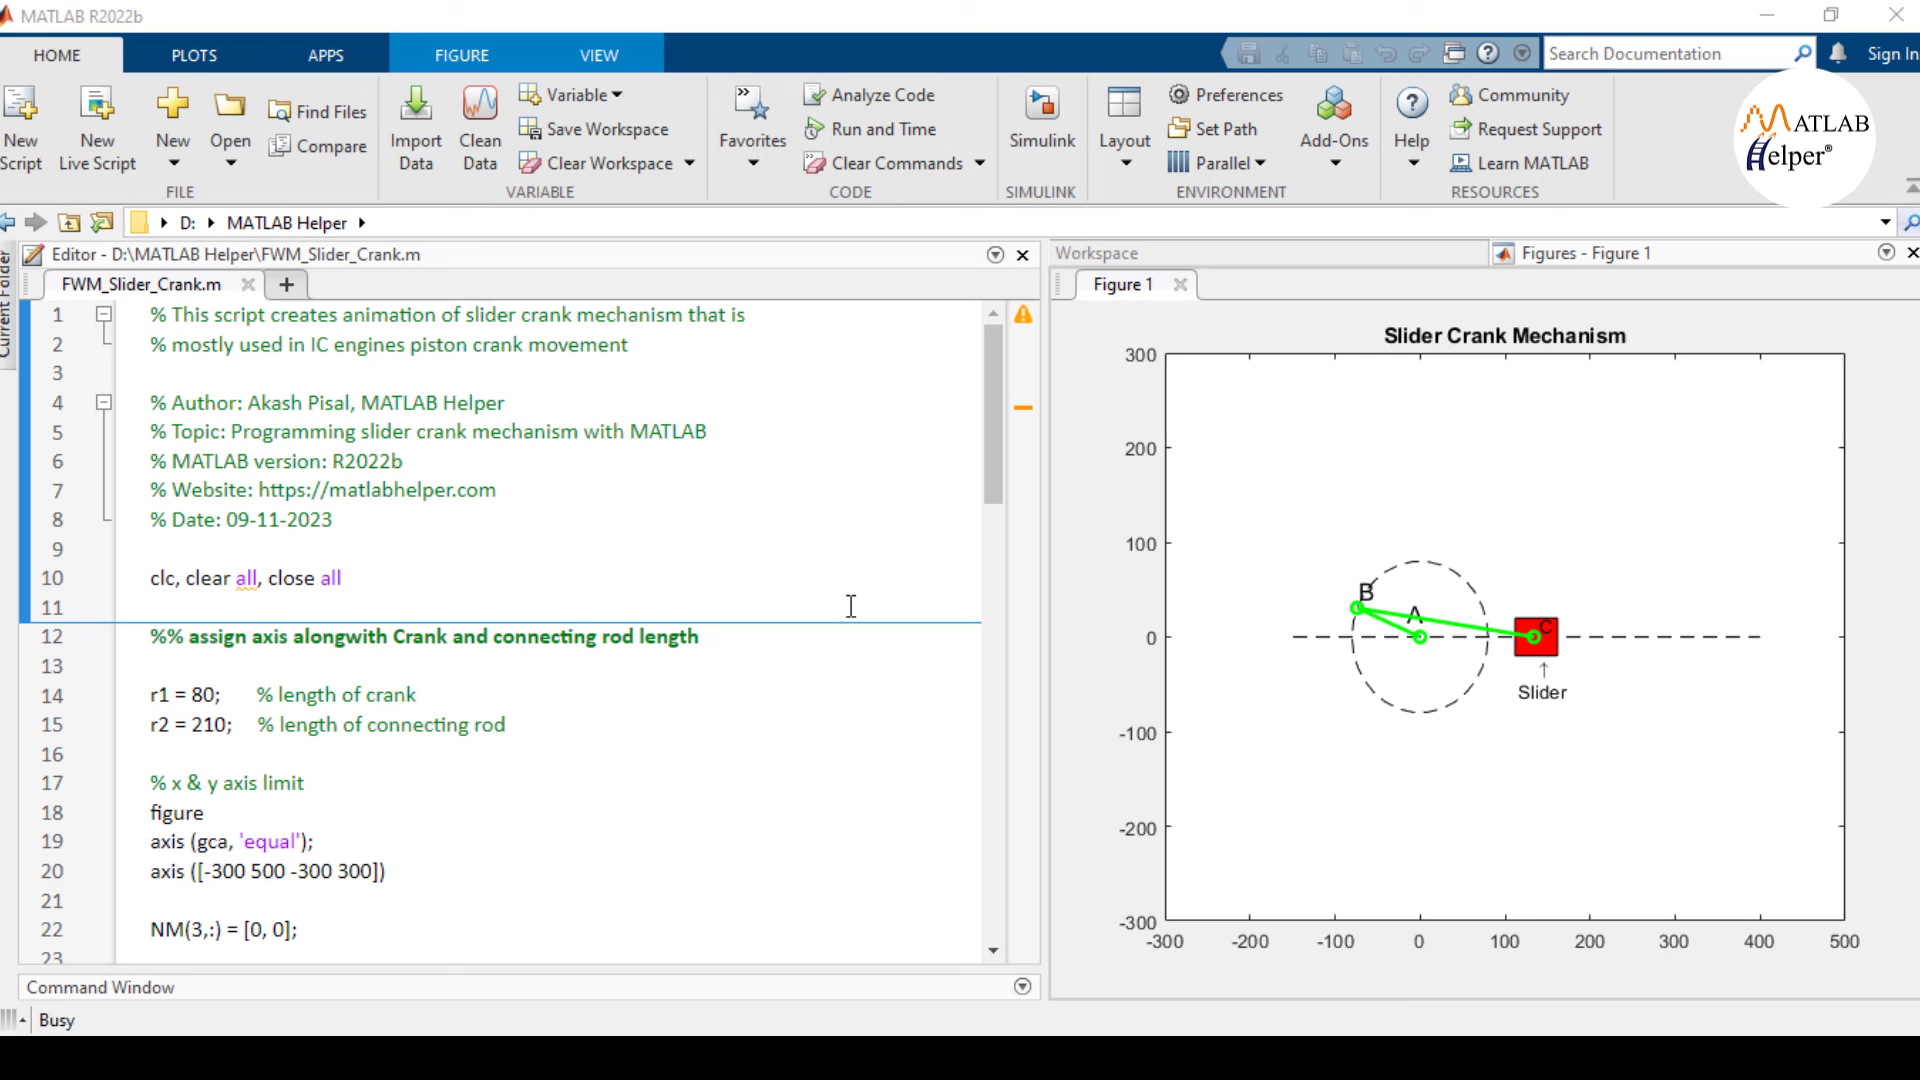 MATLAB R2022b
HOME
PLOTS
APPS
FIGURE
VIEW
Search Documentation
Sign In
New Script
New Live Script
New
Open
Find Files
Compare
FILE
Import Data
Clean Data
Variable
Save Workspace
Clear Workspace
VARIABLE
Favorites
Analyze Code
Run and Time
Clear Commands
CODE
Simulink
SIMULINK
Layout
Preferences
Set Path
Parallel
Add-Ons
ENVIRONMENT
Help
Community
Request Support
Learn MATLAB
RESOURCES
MATLAB
Helper®
D: MATLAB Helper
Current Folder
Editor - D:\MATLAB Helper\FWM_Slider_Crank.m
FWM_Slider_Crank.m
1 % This script creates animation of slider crank mechanism that is
2 % mostly used in IC engines piston crank movement
3
4 % Author: Akash Pisal, MATLAB Helper
5 % Topic: Programming slider crank mechanism with MATLAB
6 % MATLAB version: R2022b
7 % Website: https://matlabhelper.com
8 % Date: 09-11-2023
9
10 clc, clear all, close all
11
12 %% assign axis alongwith Crank and connecting rod length
13
14 r1 = 80; % length of crank
15 r2 = 210; % length of connecting rod
16
17 % x & y axis limit
18 figure
19 axis (gca, 'equal');
20 axis ([-300 500 -300 300])
21
22 NM(3,:) = [0, 0];
23
Command Window
Busy
Workspace
Figures - Figure 1
Figure 1
Slider Crank Mechanism
300
200
100
0
-100
-200
-300
B
A
C
↑
Slider
-300 -200 -100 0 100 200 300 400 500